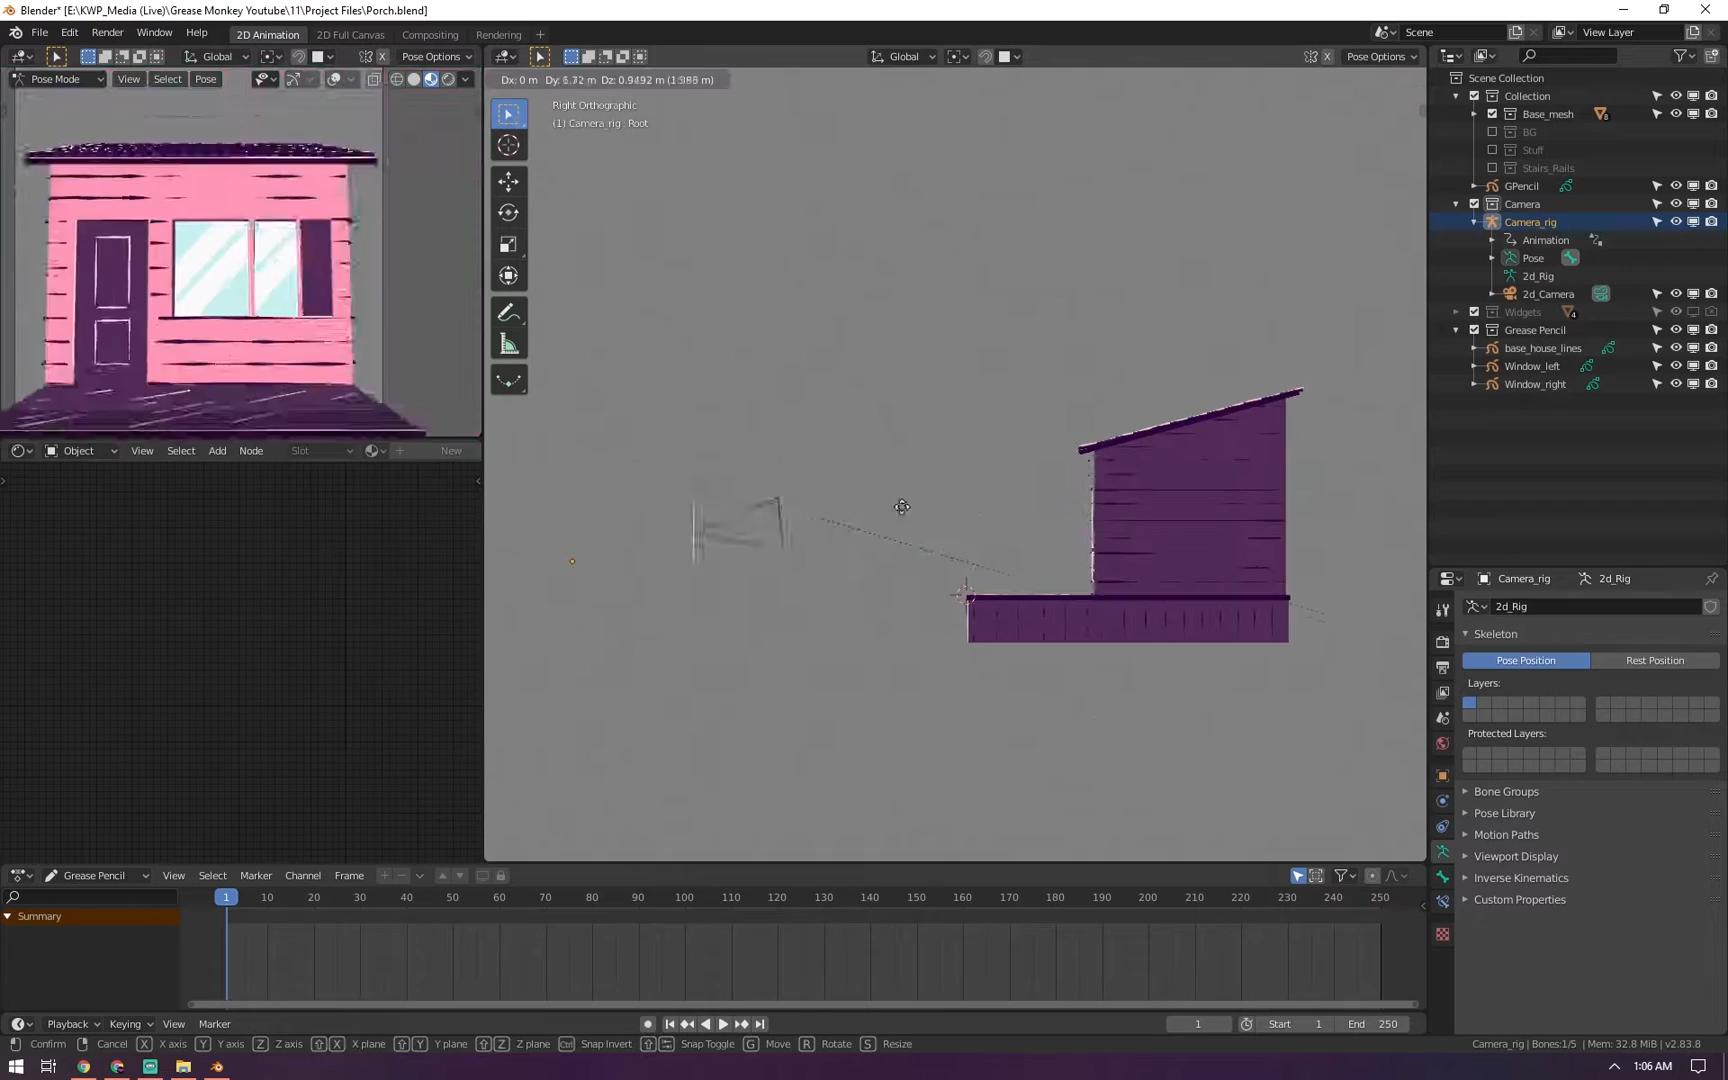 Blender* [E:\KWP_Media (Live)\Grease Monkey Youtube\11\Project Files\Porch.blend]
File Edit Render Window Help 2D Animation 2D Full Canvas Compositing Rendering + Scene View Layer
Global Pose Options Global Pose Options
Pose Mode View Select Pose
Dx: 0 m Dy: 6.72 m Dz: 0.9492 m
Right Orthographic
(1) Camera_rig : Root
Scene Collection
Collection
Base_mesh 8
BG
Stuff
Stairs_Rails
GPencil
Camera
Camera_rig
Animation
Pose
2d_Rig
2d_Camera
Widgets 4
Grease Pencil
base_house_lines
Window_left
Window_right
Object View Select Add Node Slot New
Camera_rig 2d_Rig
2d_Rig
Skeleton
Pose Position Rest Position
Layers:
Protected Layers:
Bone Groups
Pose Library
Motion Paths
Viewport Display
Inverse Kinematics
Custom Properties
Grease Pencil View Select Marker Channel Frame
1 10 20 30 40 50 60 70 80 90 100 110 120 130 140 150 160 170 180 190 200 210 220 230 240 250
Summary
Playback Keying View Marker 1 Start 1 End 250
Confirm Cancel X X axis Y Y axis Z Z axis X X plane Y Y plane Z Z plane Ctrl Snap Invert Snap Toggle G Move R Rotate S Resize Camera_rig | Bones:1/5 | Mem: 32.8 MiB | v2.83.8
1:06 AM